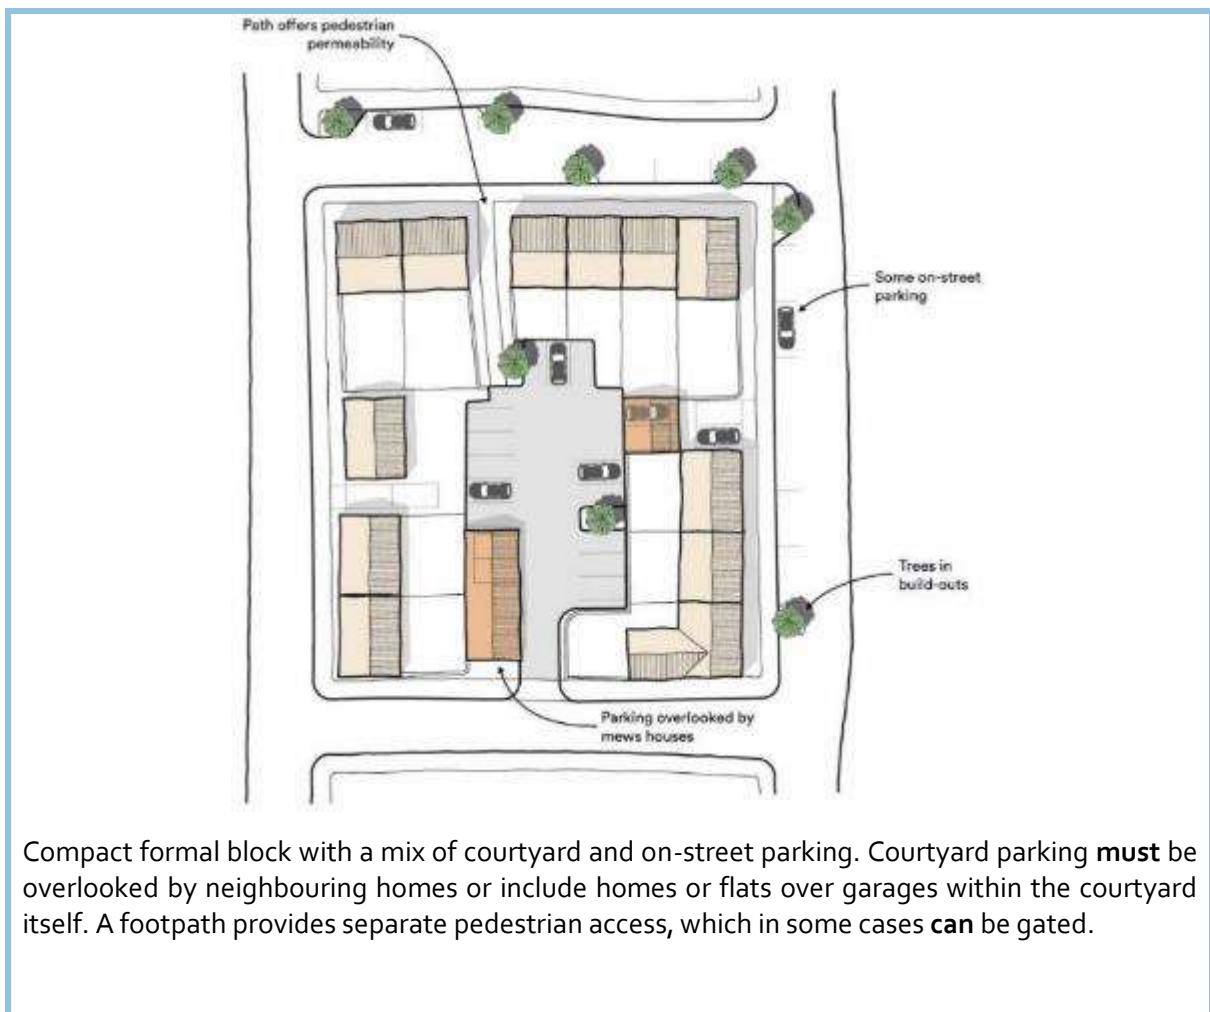 Path offers pedestrian
permeability
Some on-street
parking
Trees in
build-outs
Parking overlooked by
mews houses
Compact formal block with a mix of courtyard and on-street parking. Courtyard parking must be
overlooked by neighbouring homes or include homes or flats over garages within the courtyard
itself. A footpath provides separate pedestrian access, which in some cases can be gated.